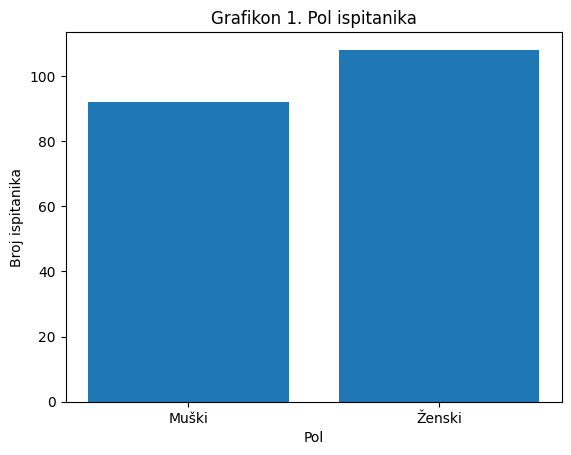 Grafikon 1. Pol ispitanika
Broj ispitanika
100
80
60
40
20
0
Muški
Ženski
Pol